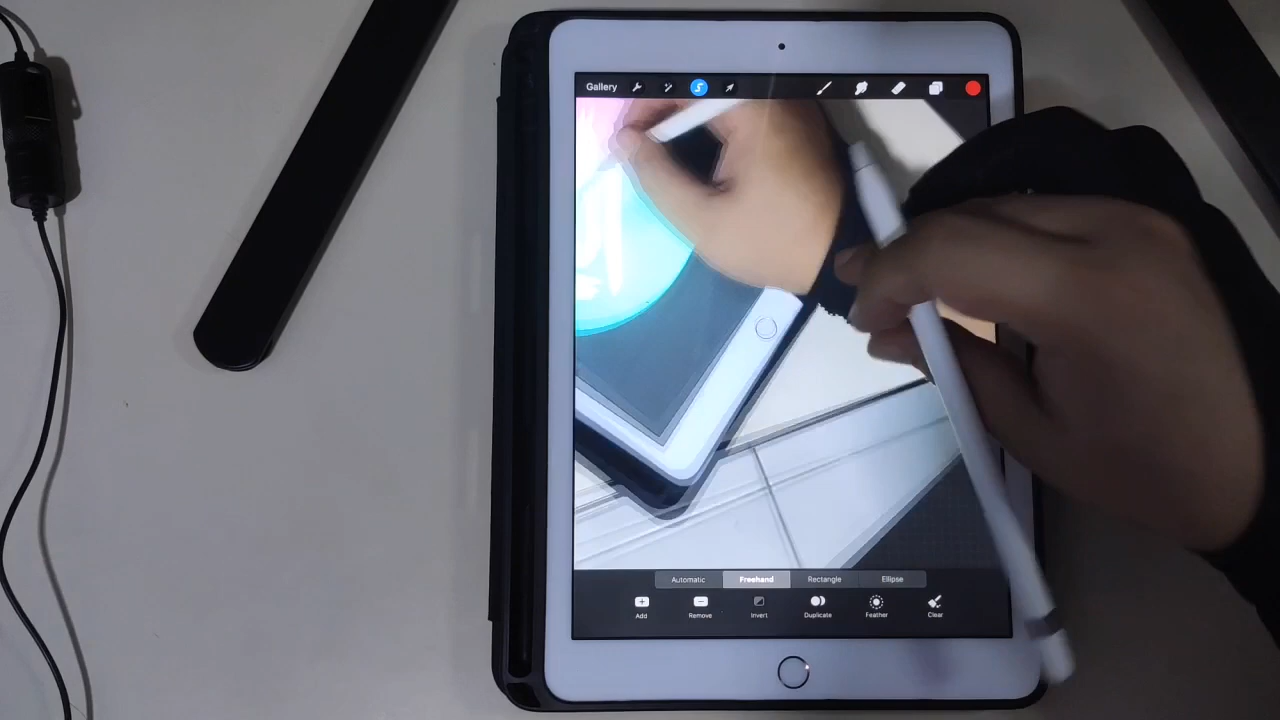 Gallery
Automatic Freehand Rectangle Ellipse
Add Remove Invert Duplicate Feather Clear